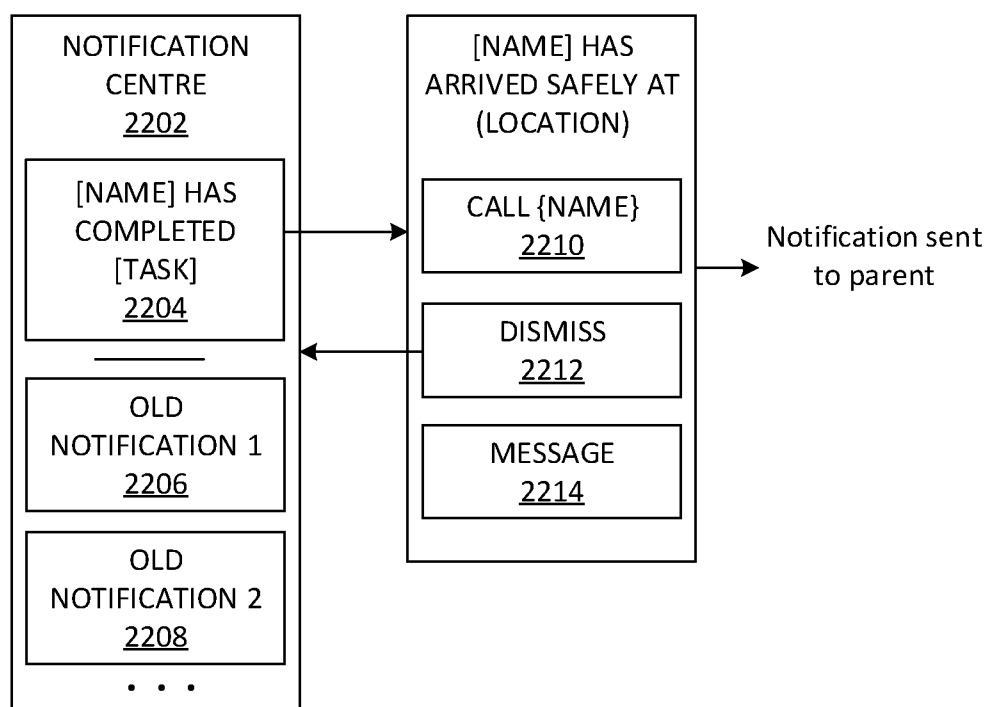 NOTIFICATION
CENTRE
2202
[NAME] HAS
COMPLETED
[TASK]
2204
OLD
NOTIFICATION 1
2206
OLD
NOTIFICATION 2
2208
. . .
[NAME] HAS
ARRIVED SAFELY AT
(LOCATION)
CALL {NAME}
2210
DISMISS
2212
MESSAGE
2214
Notification sent
to parent